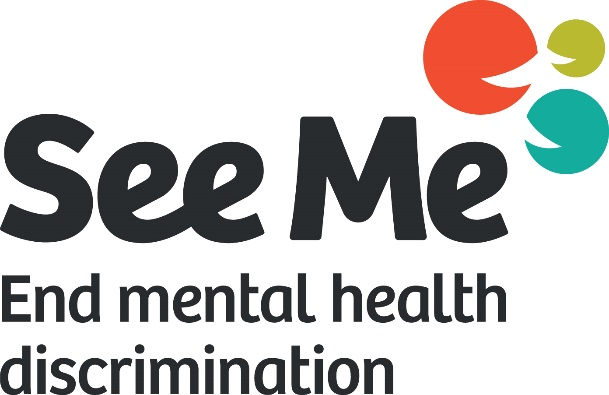 See Me
End mental health
discrimination